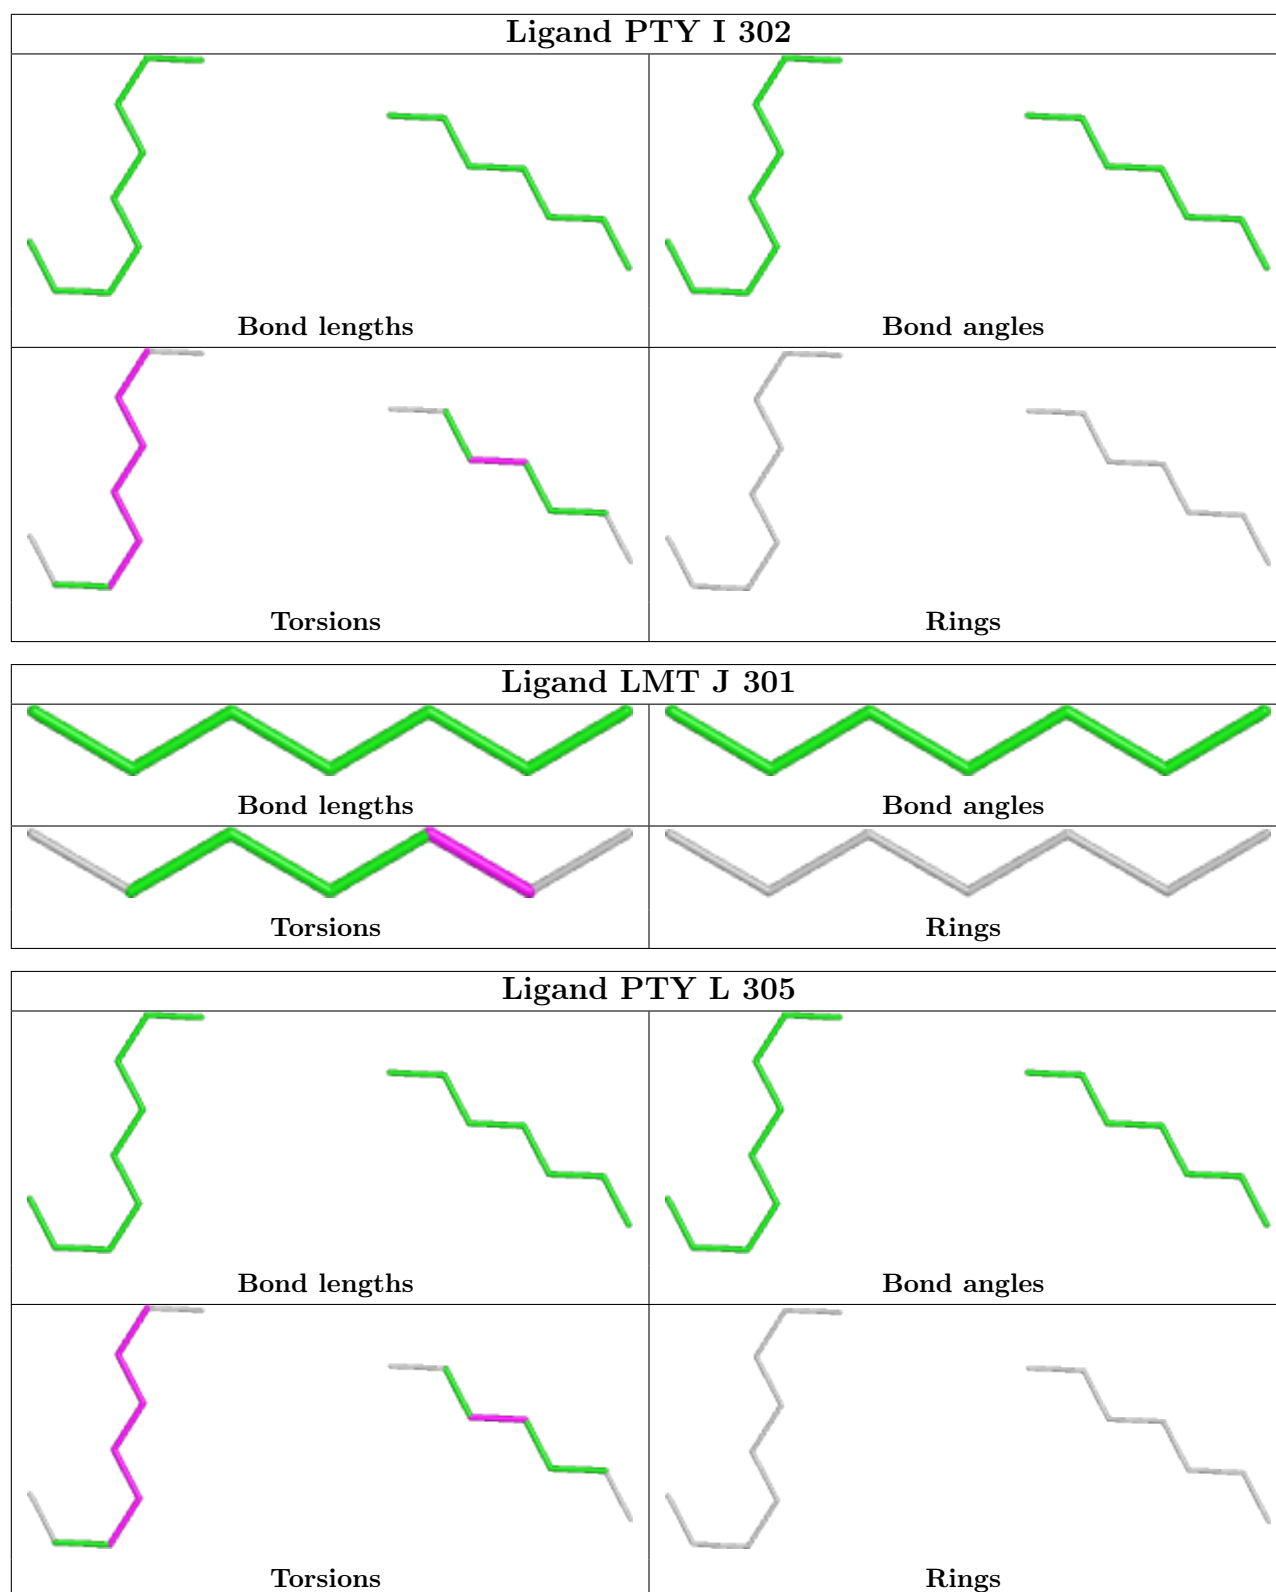 Ligand PTY I 302
Bond lengths
Bond angles
Torsions
Rings
Ligand LMT J 301
Bond lengths
Bond angles
Torsions
Rings
Ligand PTY L 305
Bond lengths
Bond angles
Torsions
Rings